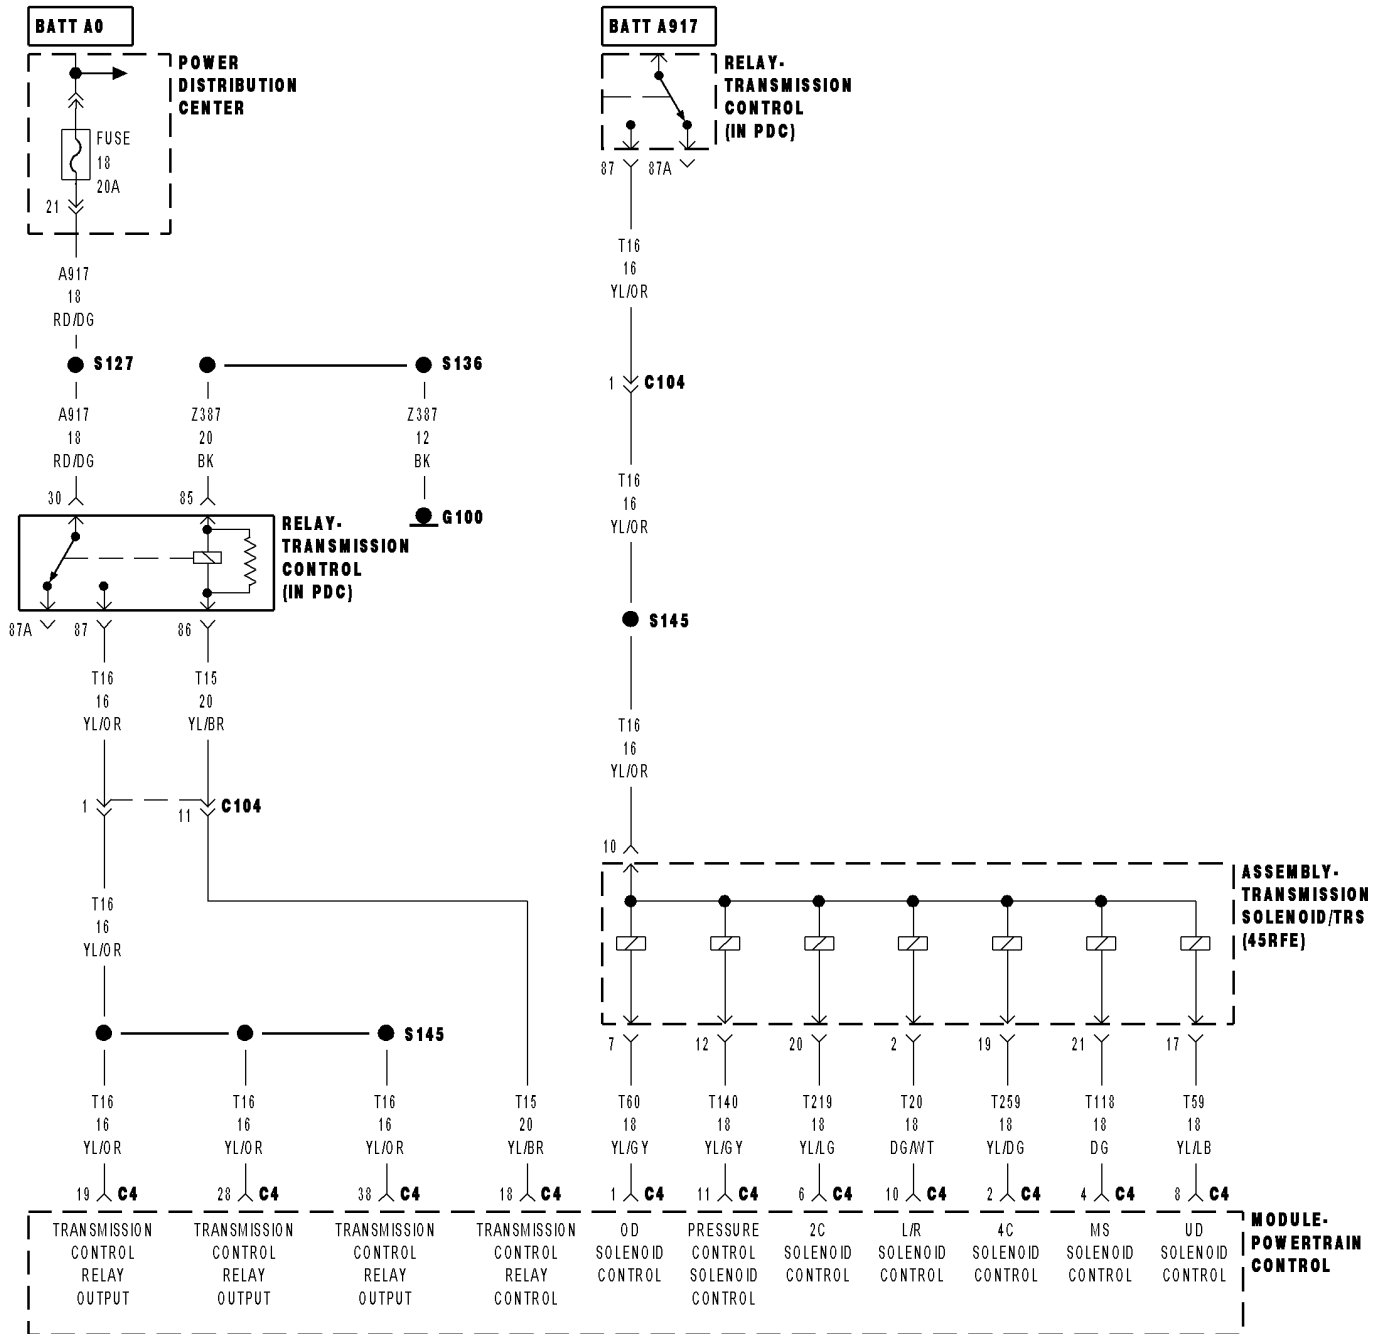 BATT A0
POWER
DISTRIBUTION
CENTER
FUSE
18
20A
21
A917
18
RD/DG
S127
S136
A917
18
RD/DG
Z387
20
BK
Z387
12
BK
30
85
G100
RELAY-
TRANSMISSION
CONTROL
(IN PDC)
87A
87
86
T16
16
YL/OR
T15
20
YL/BR
1
11
C104
T16
16
YL/OR
S145
T16
16
YL/OR
T16
16
YL/OR
T16
16
YL/OR
T15
20
YL/BR
19 C4
28 C4
38 C4
18 C4
TRANSMISSION
CONTROL
RELAY
OUTPUT
TRANSMISSION
CONTROL
RELAY
OUTPUT
TRANSMISSION
CONTROL
RELAY
OUTPUT
TRANSMISSION
CONTROL
RELAY
CONTROL
BATT A917
RELAY-
TRANSMISSION
CONTROL
(IN PDC)
87
87A
T16
16
YL/OR
1
C104
T16
16
YL/OR
S145
T16
16
YL/OR
10
ASSEMBLY-
TRANSMISSION
SOLENOID/TRS
(45RFE)
7
12
20
2
19
21
17
T60
18
YL/GY
T140
18
YL/GY
T219
18
YL/LG
T20
18
DG/WT
T259
18
YL/DG
T118
18
DG
T59
18
YL/LB
1 C4
11 C4
6 C4
10 C4
2 C4
4 C4
8 C4
OD
SOLENOID
CONTROL
PRESSURE
CONTROL
SOLENOID
CONTROL
2C
SOLENOID
CONTROL
L/R
SOLENOID
CONTROL
4C
SOLENOID
CONTROL
MS
SOLENOID
CONTROL
UD
SOLENOID
CONTROL
MODULE-
POWERTRAIN
CONTROL